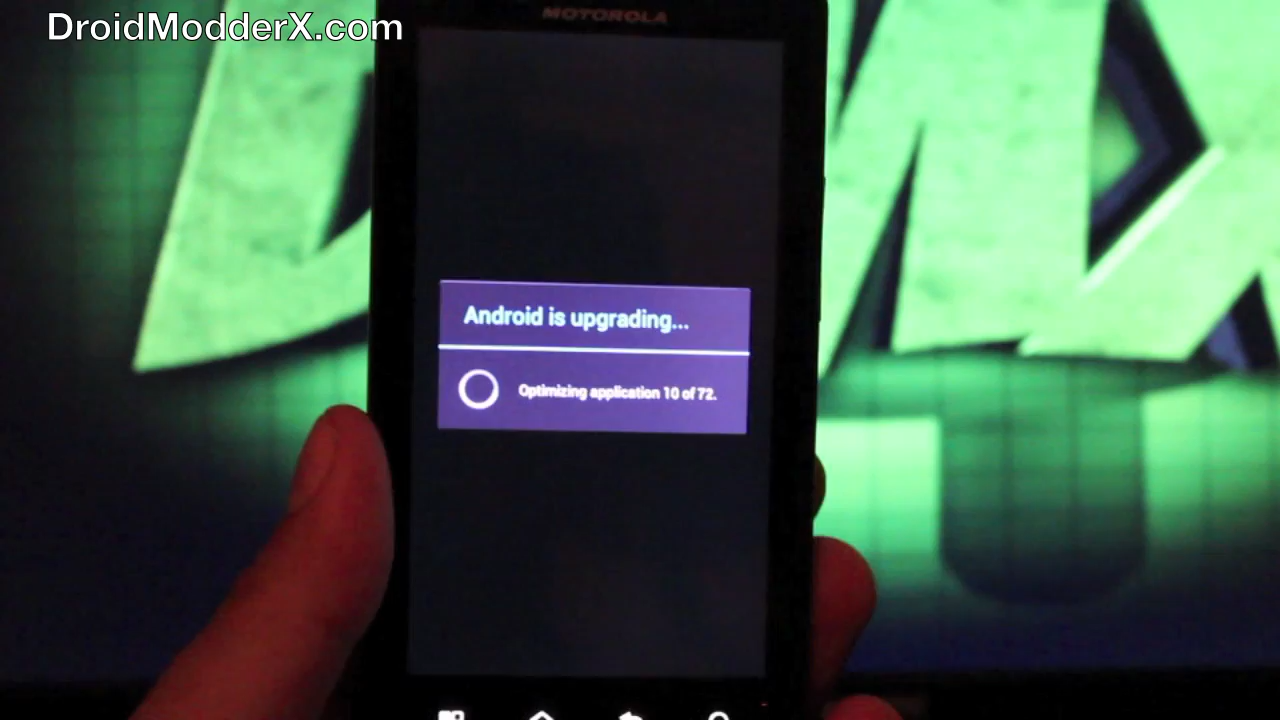 DroidModderX.com
MOTOROLA
Android is upgrading...
Optimizing application 10 of 72.